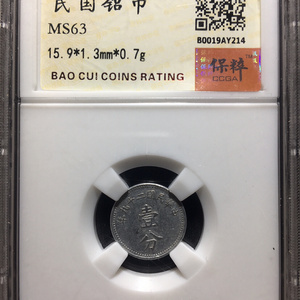 民国铝币
MS63
15.9*1.3mm*0.7g
BAO CUI COINS RATING
B0019AY214
保粹
CCGA
壹分